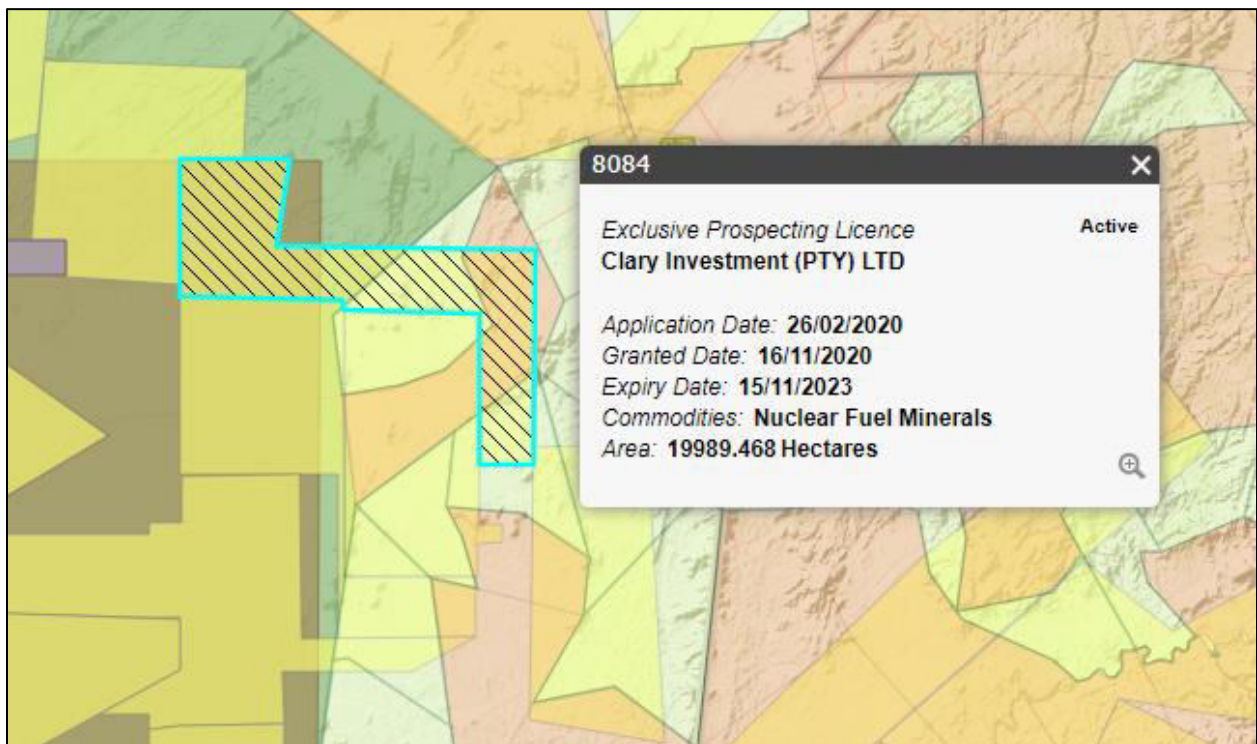 8084
Exclusive Prospecting Licence Active
Clary Investment (PTY) LTD
Application Date: 26/02/2020
Granted Date: 16/11/2020
Expiry Date: 15/11/2023
Commodities: Nuclear Fuel Minerals
Area: 19989.468 Hectares